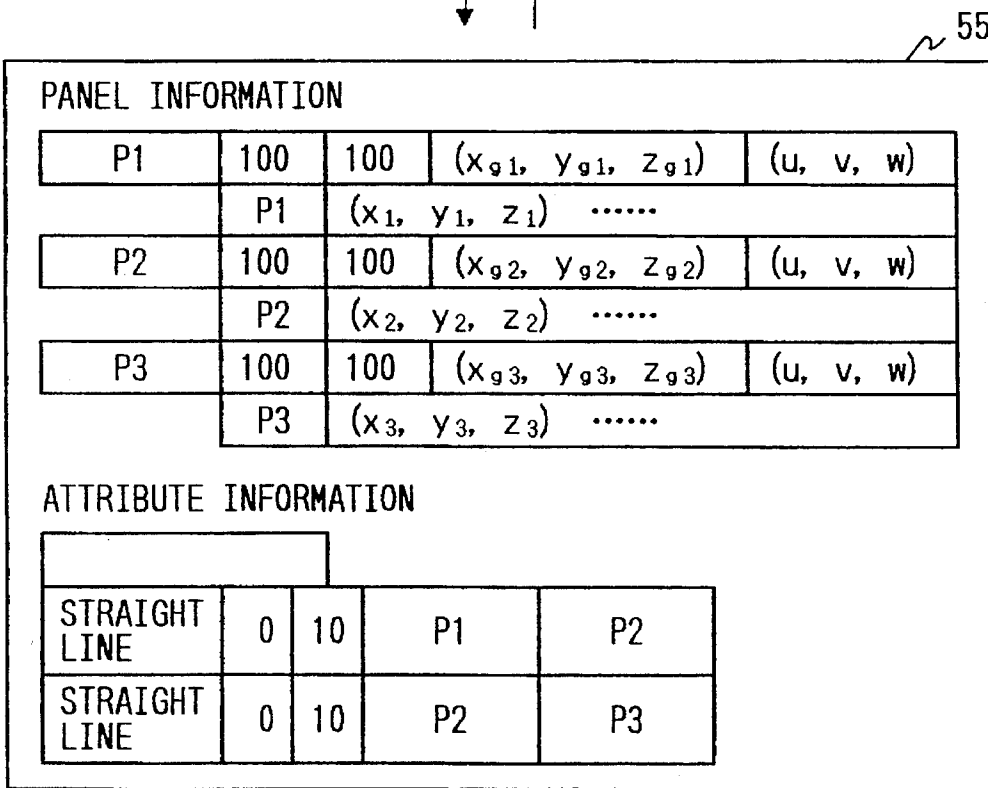 55
PANEL INFORMATION
P1 100 100 (xg1, yg1, zg1) (u, v, w)
P1 (x1, y1, z1) ······
P2 100 100 (xg2, yg2, zg2) (u, v, w)
P2 (x2, y2, z2) ······
P3 100 100 (xg3, yg3, zg3) (u, v, w)
P3 (x3, y3, z3) ······
ATTRIBUTE INFORMATION
STRAIGHT LINE 0 10 P1 P2
STRAIGHT LINE 0 10 P2 P3